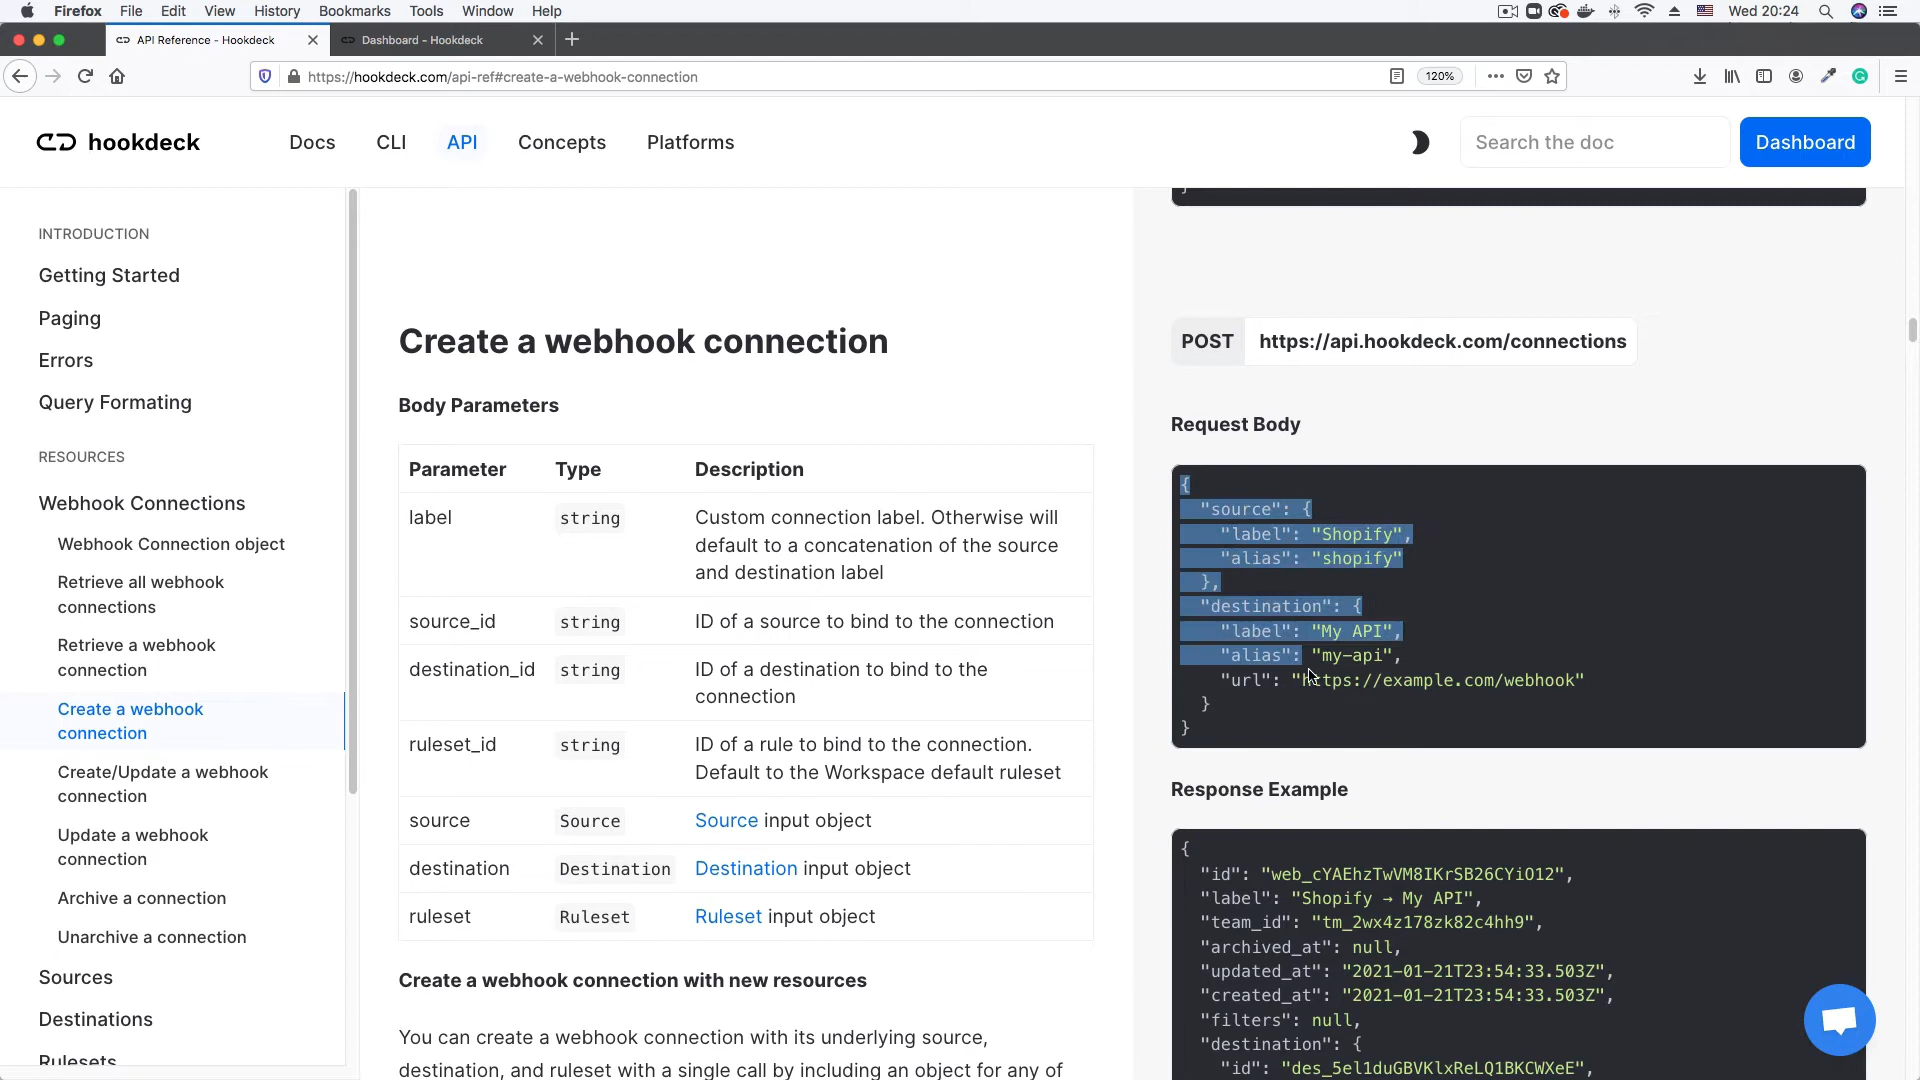 Firefox File Edit View History Bookmarks Tools Window Help Wed 20:24
API Reference - Hookdeck Dashboard - Hookdeck
https://hookdeck.com/api-ref#create-a-webhook-connection 120%
hookdeck Docs CLI API Concepts Platforms Search the doc Dashboard
INTRODUCTION
Getting Started
Paging
Errors
Query Formating
RESOURCES
Webhook Connections
Webhook Connection object
Retrieve all webhook
connections
Retrieve a webhook
connection
Create a webhook
connection
Create/Update a webhook
connection
Update a webhook
connection
Archive a connection
Unarchive a connection
Sources
Destinations
Rulesets
Create a webhook connection
Body Parameters
Parameter Type Description
label string Custom connection label. Otherwise will
default to a concatenation of the source
and destination label
source_id string ID of a source to bind to the connection
destination_id string ID of a destination to bind to the
connection
ruleset_id string ID of a rule to bind to the connection.
Default to the Workspace default ruleset
source Source Source input object
destination Destination Destination input object
ruleset Ruleset Ruleset input object
Create a webhook connection with new resources
You can create a webhook connection with its underlying source,
destination, and ruleset with a single call by including an object for any of
}
POST https://api.hookdeck.com/connections
Request Body
{
"source": {
"label": "Shopify",
"alias": "shopify"
},
"destination": {
"label": "My API",
"alias": "my-api",
"url": "https://example.com/webhook"
}
}
Response Example
{
"id": "web_cYAEhzTwVM8IKrSB26CYiO12",
"label": "Shopify → My API",
"team_id": "tm_2wx4z178zk82c4hh9",
"archived_at": null,
"updated_at": "2021-01-21T23:54:33.503Z",
"created_at": "2021-01-21T23:54:33.503Z",
"filters": null,
"destination": {
"id": "des_5el1duGBVKlxReLQ1BKCWXeE",